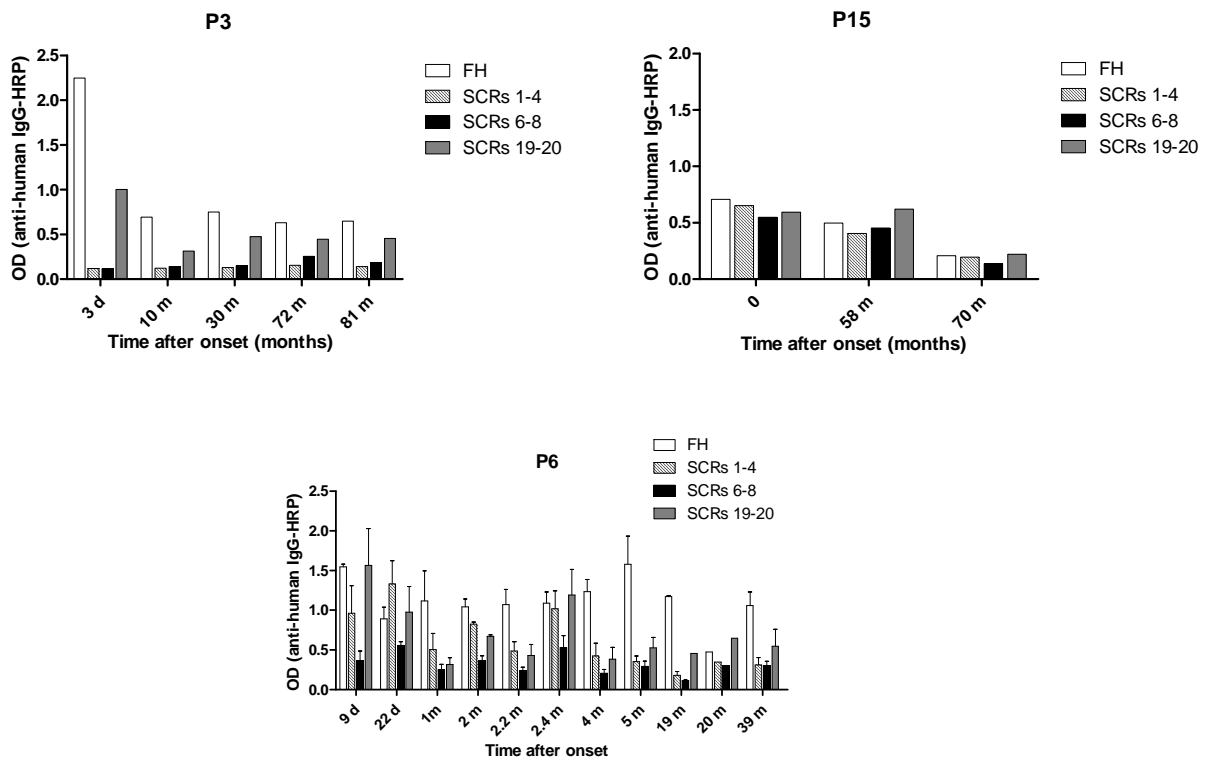 P3
FH
SCRs 1-4
SCRs 6-8
SCRs 19-20
OD (anti-human IgG-HRP)
2.5
2.0
1.5
1.0
0.5
0.0
3 d
10 m
30 m
72 m
81 m
Time after onset (months)
P15
FH
SCRs 1-4
SCRs 6-8
SCRs 19-20
OD (anti-human IgG-HRP)
2.0
1.5
1.0
0.5
0.0
0
58 m
70 m
Time after onset (months)
P6
FH
SCRs 1-4
SCRs 6-8
SCRs 19-20
OD (anti-human IgG-HRP)
2.5
2.0
1.5
1.0
0.5
0.0
9 d
22 d
1m
2 m
2.2 m
2.4 m
4 m
5 m
19 m
20 m
39 m
Time after onset